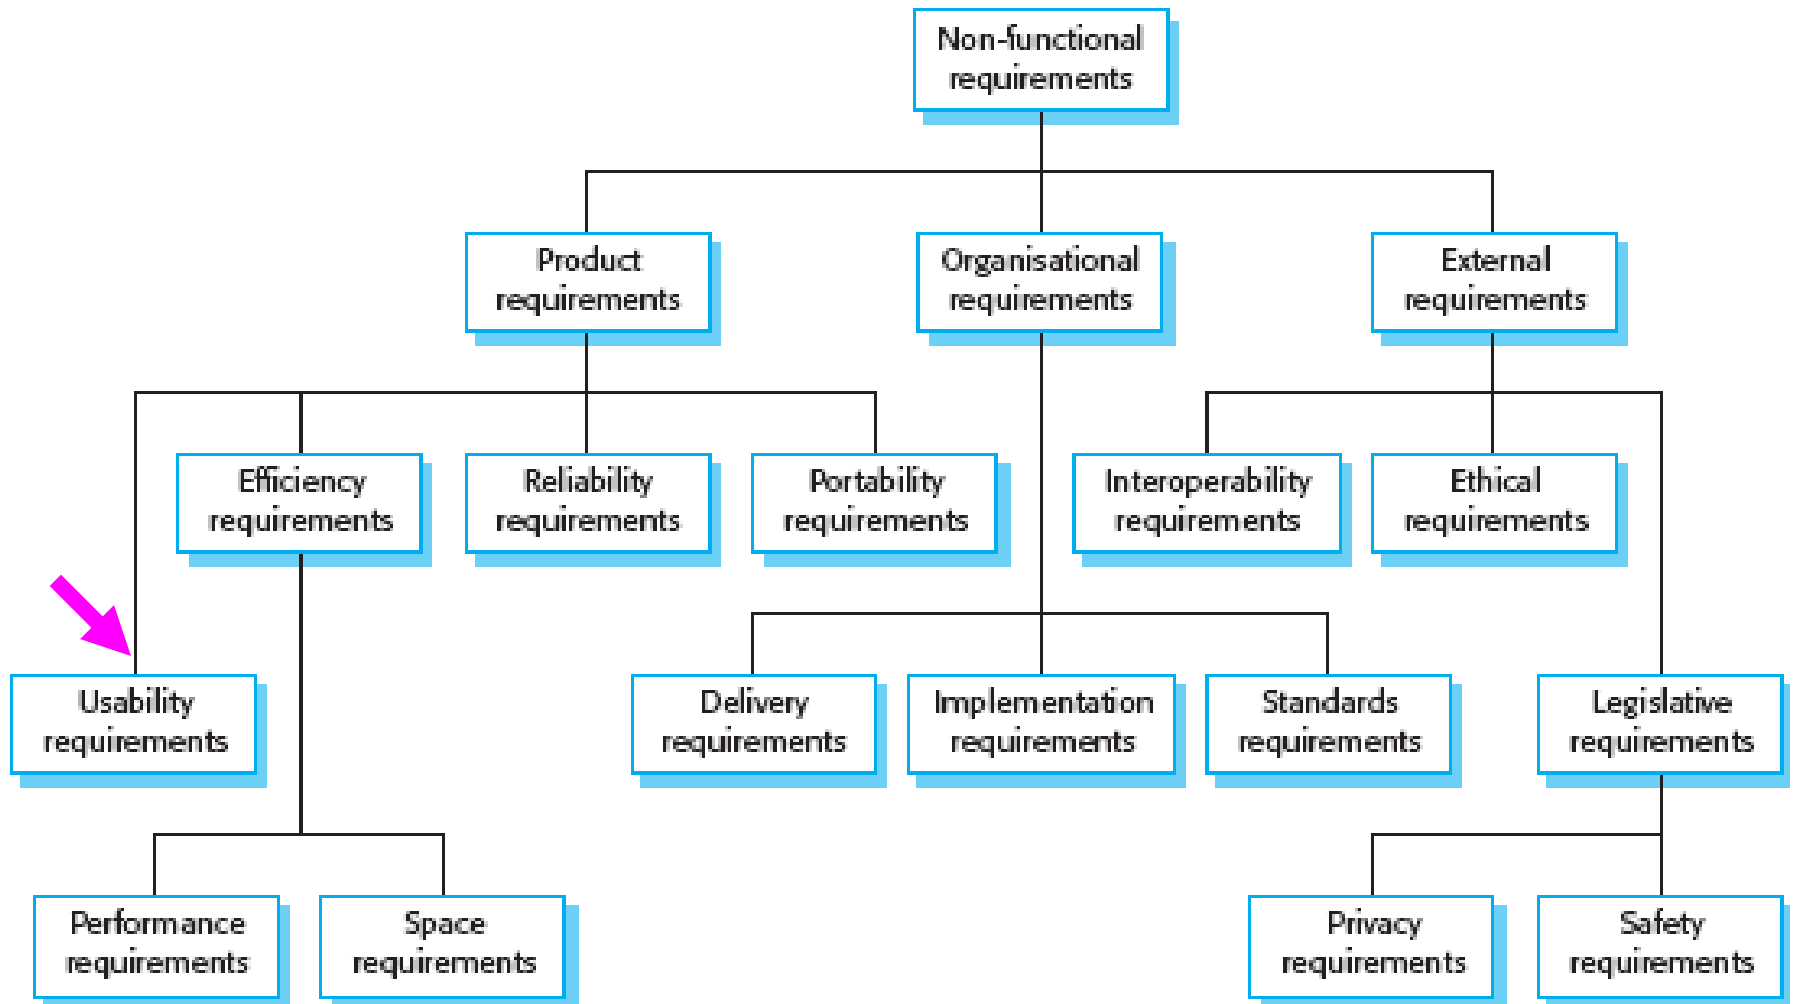 Non-functional
requirements
Product
requirements
Organisational
requirements
External
requirements
Efficiency
requirements
Reliability
requirements
Portability
requirements
Interoperability
requirements
Ethical
requirements
Usability
requirements
Delivery
requirements
Implementation
requirements
Standards
requirements
Legislative
requirements
Performance
requirements
Space
requirements
Privacy
requirements
Safety
requirements